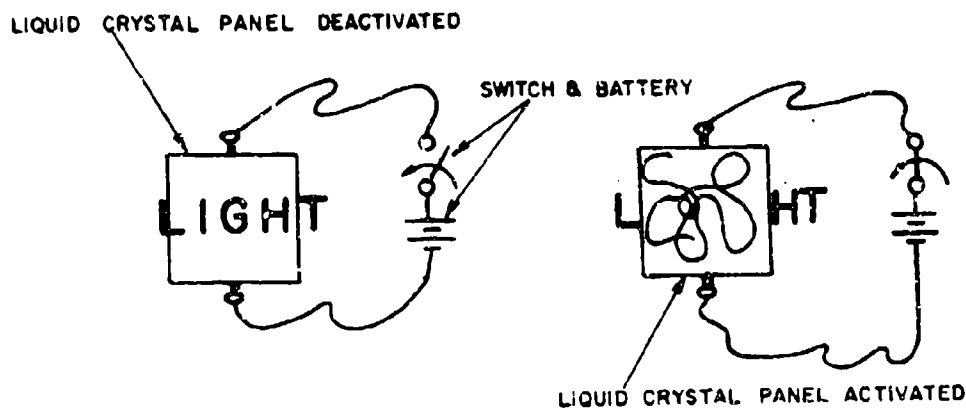 LIQUID CRYSTAL PANEL DEACTIVATED
SWITCH & BATTERY
LIGHT
L HT
LIQUID CRYSTAL PANEL ACTIVATED